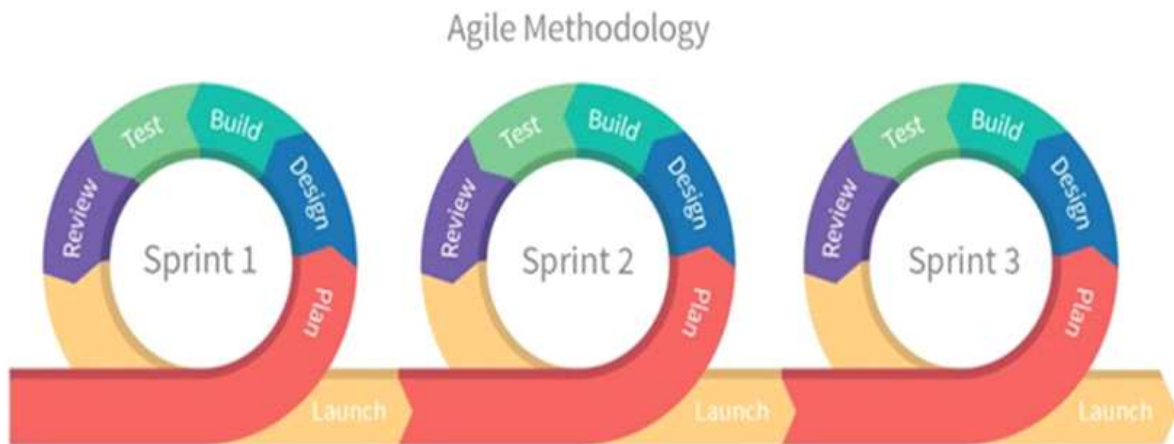 Agile Methodology
Test
Build
Review
Design
Sprint 1
Plan
Launch
Test
Build
Review
Design
Sprint 2
Plan
Launch
Test
Build
Review
Design
Sprint 3
Plan
Launch